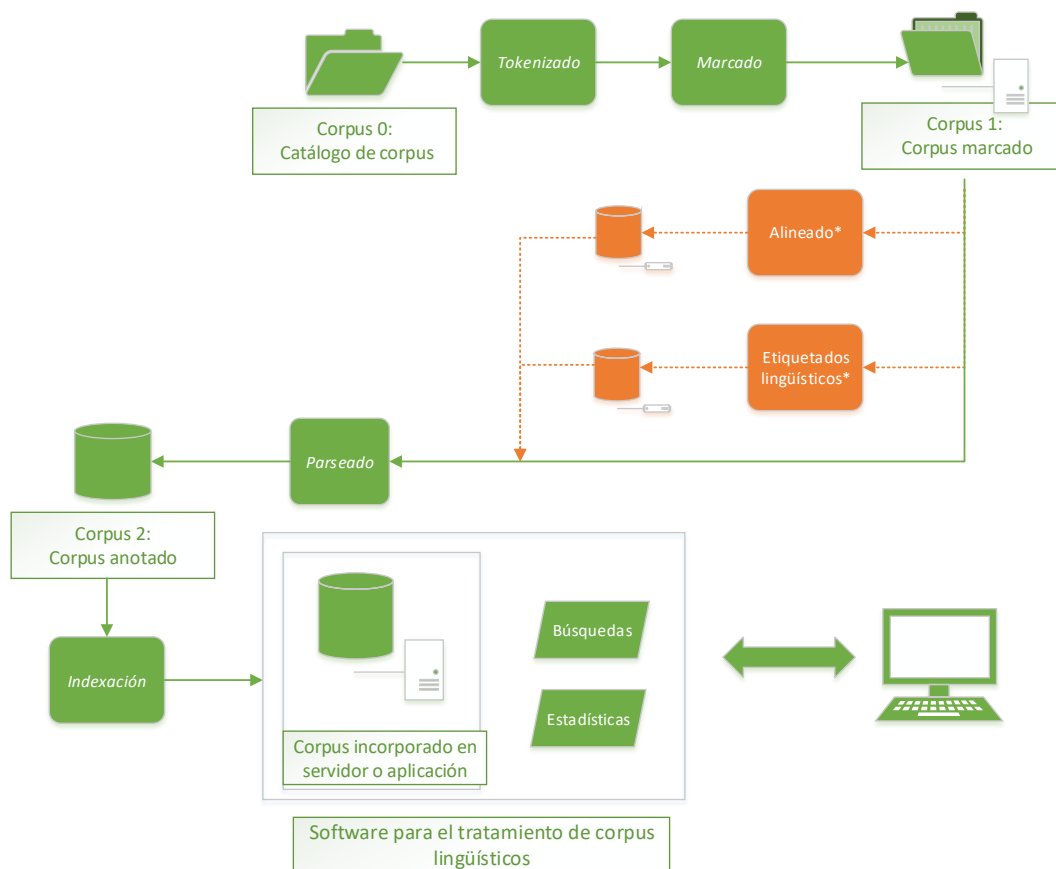 Tokenizado
Marcado
Corpus 0:
Catálogo de corpus
Corpus 1:
Corpus marcado
Alineado*
Etiquetados
lingüísticos*
Parseado
Corpus 2:
Corpus anotado
Búsquedas
Indexación
Estadísticas
Corpus incorporado en
servidor o aplicación
Software para el tratamiento de corpus
lingüísticos